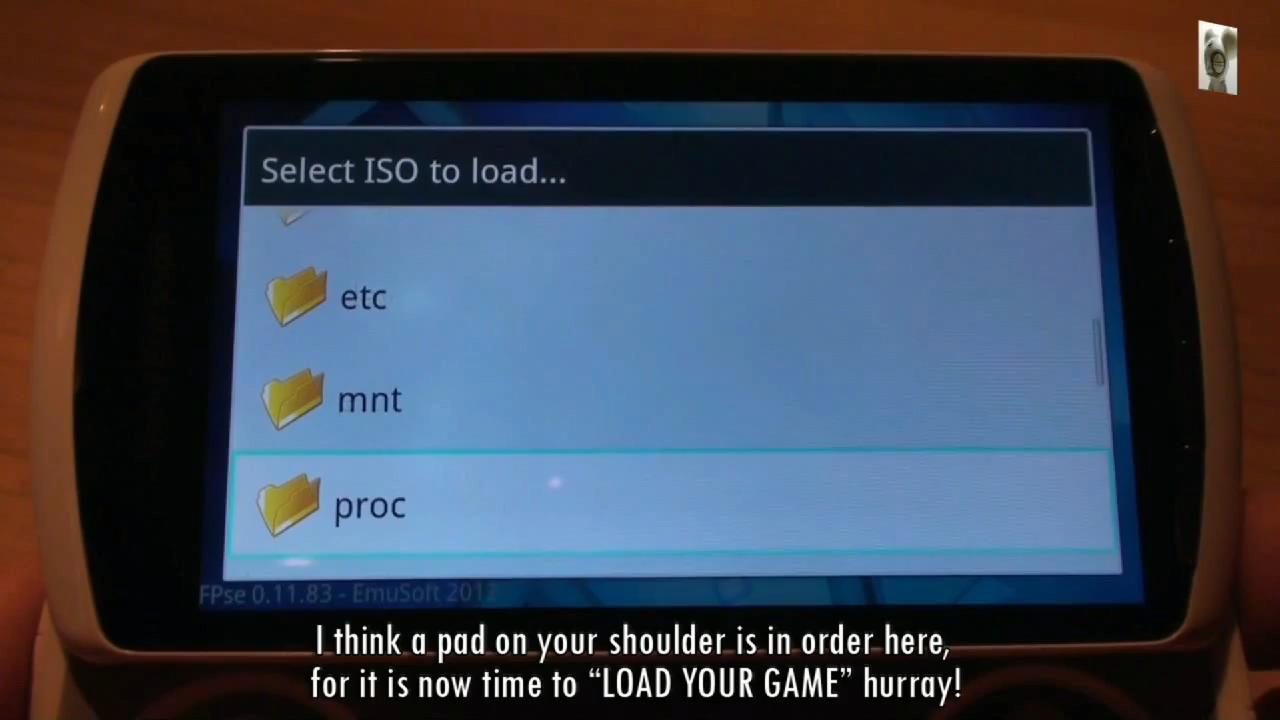 Select ISO to load...
etc
mnt
proc
FPse 0.11.83 - EmuSoft 2012
I think a pad on your shoulder is in order here,
for it is now time to “LOAD YOUR GAME” hurray!